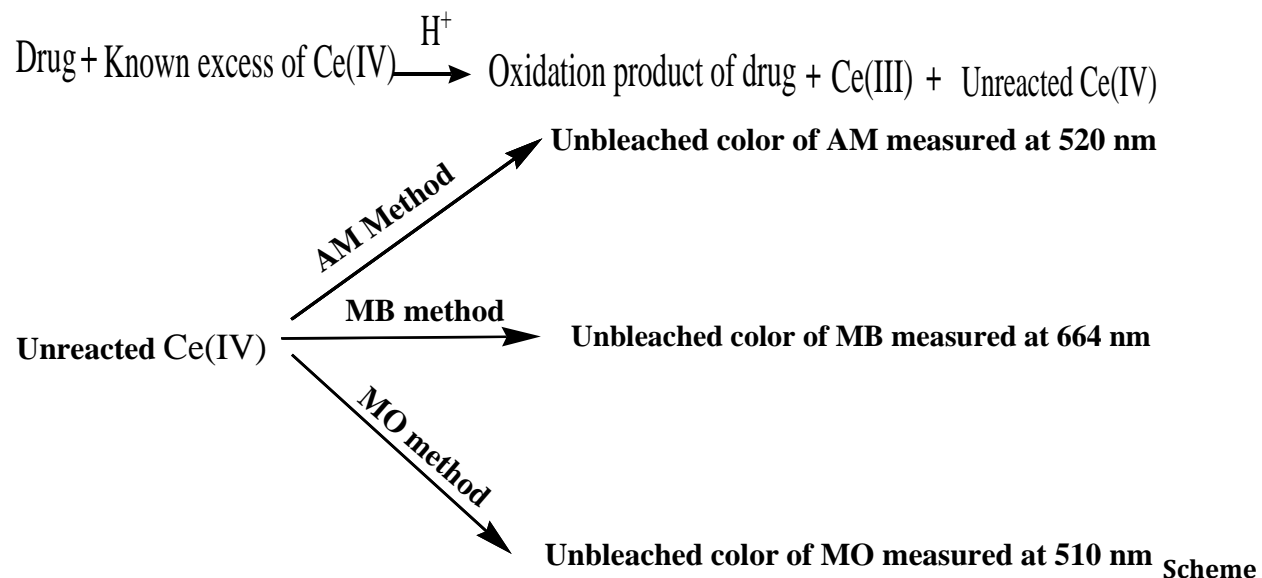 H+
Drug + Known excess of Ce(IV) Oxidation product of drug + Ce(III) + Unreacted Ce(IV)
Unbleached color of AM measured at 520 nm
AM Method
MB method
Unreacted Ce(IV) Unbleached color of MB measured at 664 nm
MO method
Unbleached color of MO measured at 510 nm Scheme